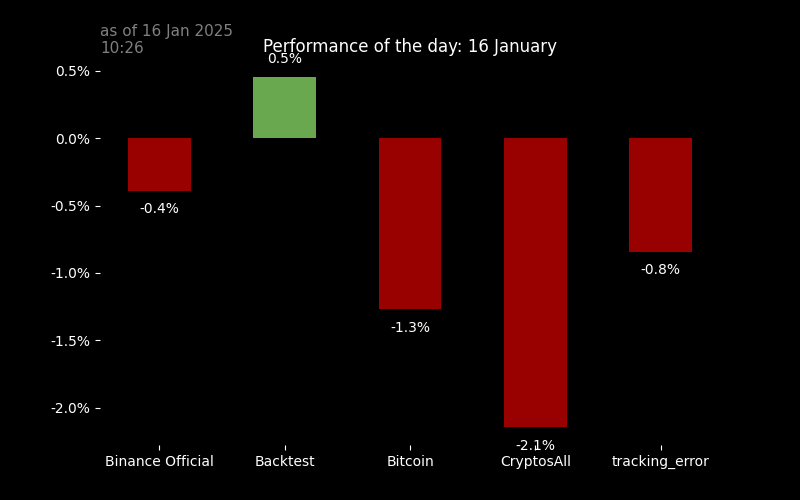 as of 16 Jan 2025
10:26
Performance of the day: 16 January
0.5%
0.5%
0.0%
-0.5%
-1.0%
-1.5%
-2.0%
-0.4%
-1.3%
-2.1%
-0.8%
Binance Official
Backtest
Bitcoin
CryptosAll
tracking_error